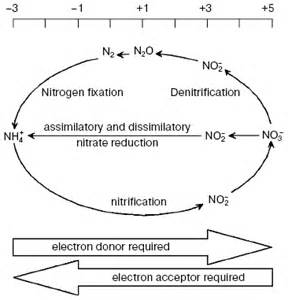 −3 −1 +1 +3 +5
N₂ N₂O
NO₂⁻
Nitrogen fixation Denitrification
assimilatory and dissimilatory
NH₄⁺ NO₂⁻ NO₃⁻
nitrate reduction
nitrification NO₂⁻
electron donor required
electron acceptor required